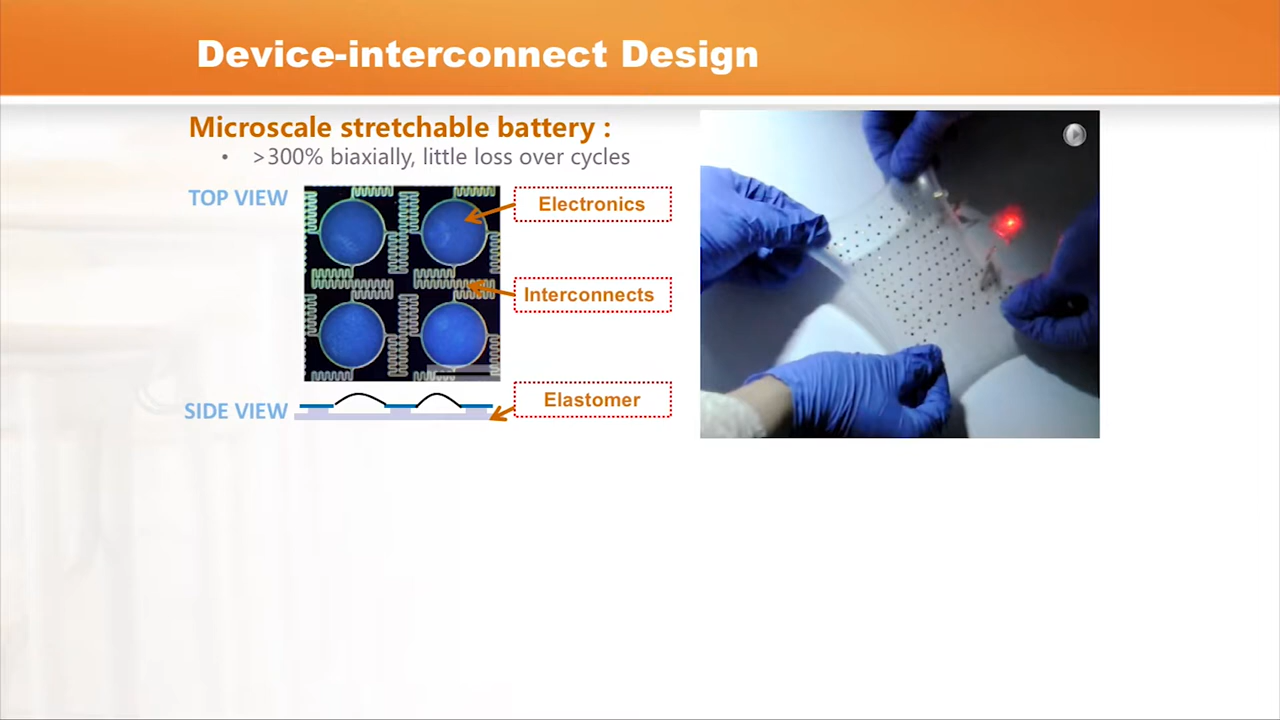 Device-interconnect Design
Microscale stretchable battery :
• >300% biaxially, little loss over cycles
TOP VIEW
Electronics
Interconnects
SIDE VIEW
Elastomer